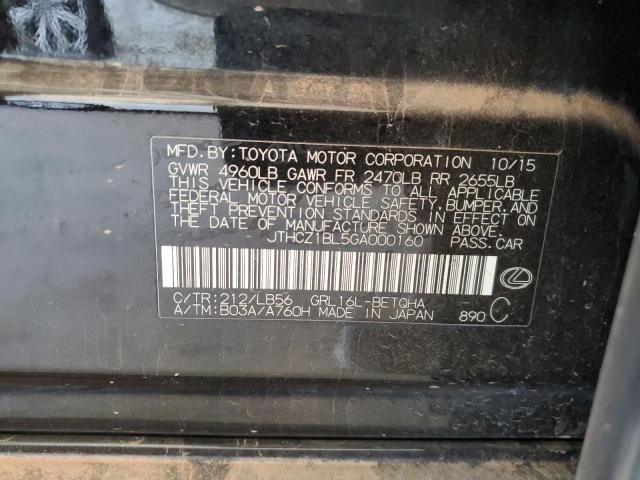 MFD.BY:TOYOTA MOTOR CORPORATION 10/15
GVWR 4960LB GAWR FR 2470LB RR 2655LB
THIS VEHICLE CONFORMS TO ALL APPLICABLE
FEDERAL MOTOR VEHICLE SAFETY,BUMPER,AND
THEFT PREVENTION STANDARDS IN EFFECT ON
THE DATE OF MANUFACTURE SHOWN ABOVE.
JTHCZ1BL5GA000160 PASS.CAR
C/TR:212/LB56 GRL16L-BETQHA
A/TM:B03A/A760H MADE IN JAPAN 890 C